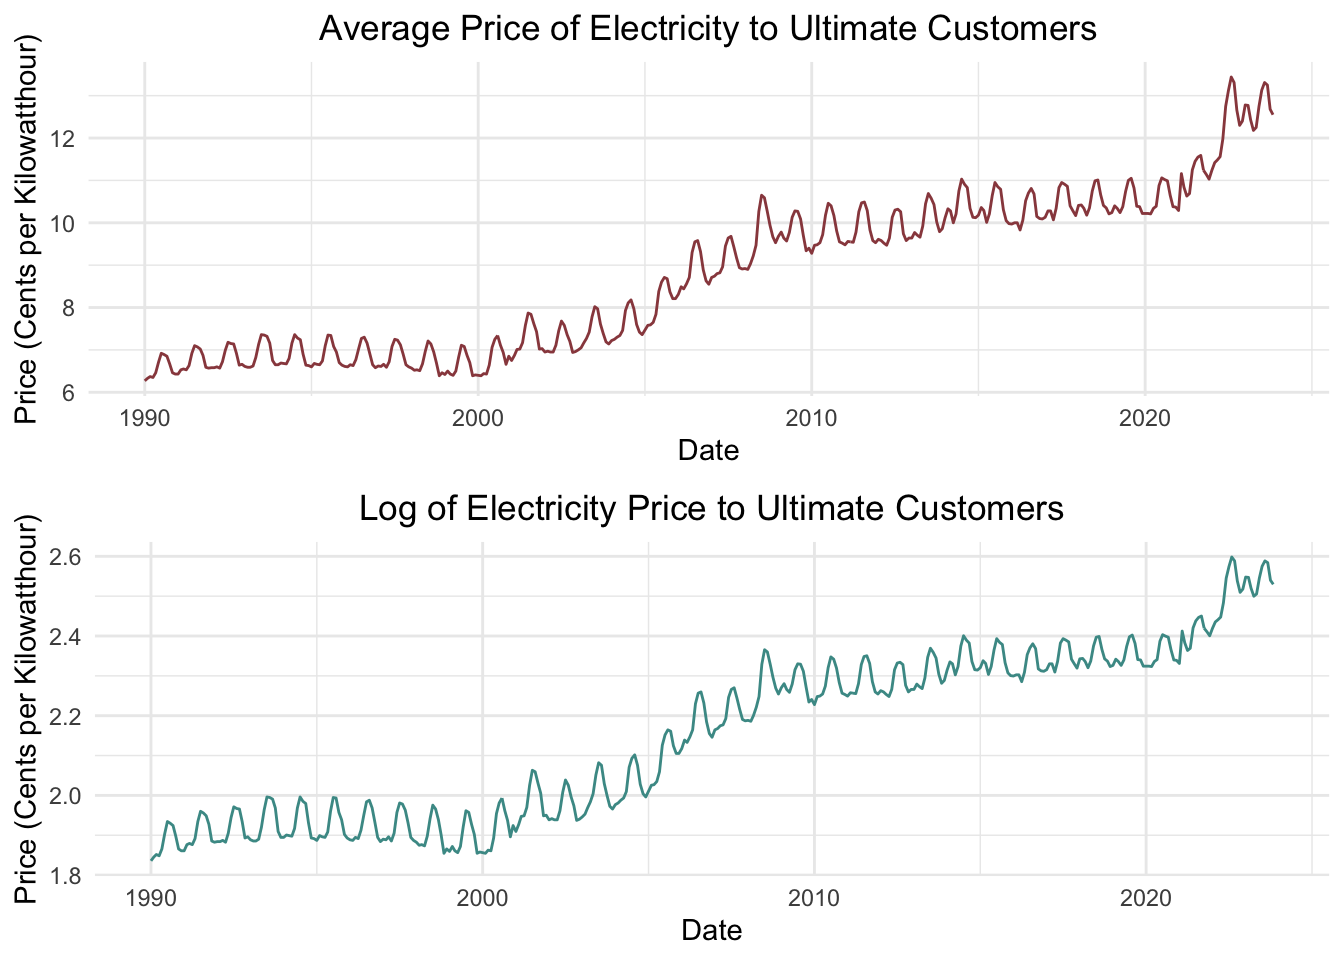 Average Price of Electricity to Ultimate Customers
Price (Cents per Kilowatthour)
12
10
8
6
1990 2000 2010 2020
Date
Log of Electricity Price to Ultimate Customers
Price (Cents per Kilowatthour)
2.6
2.4
2.2
2.0
1.8
1990 2000 2010 2020
Date